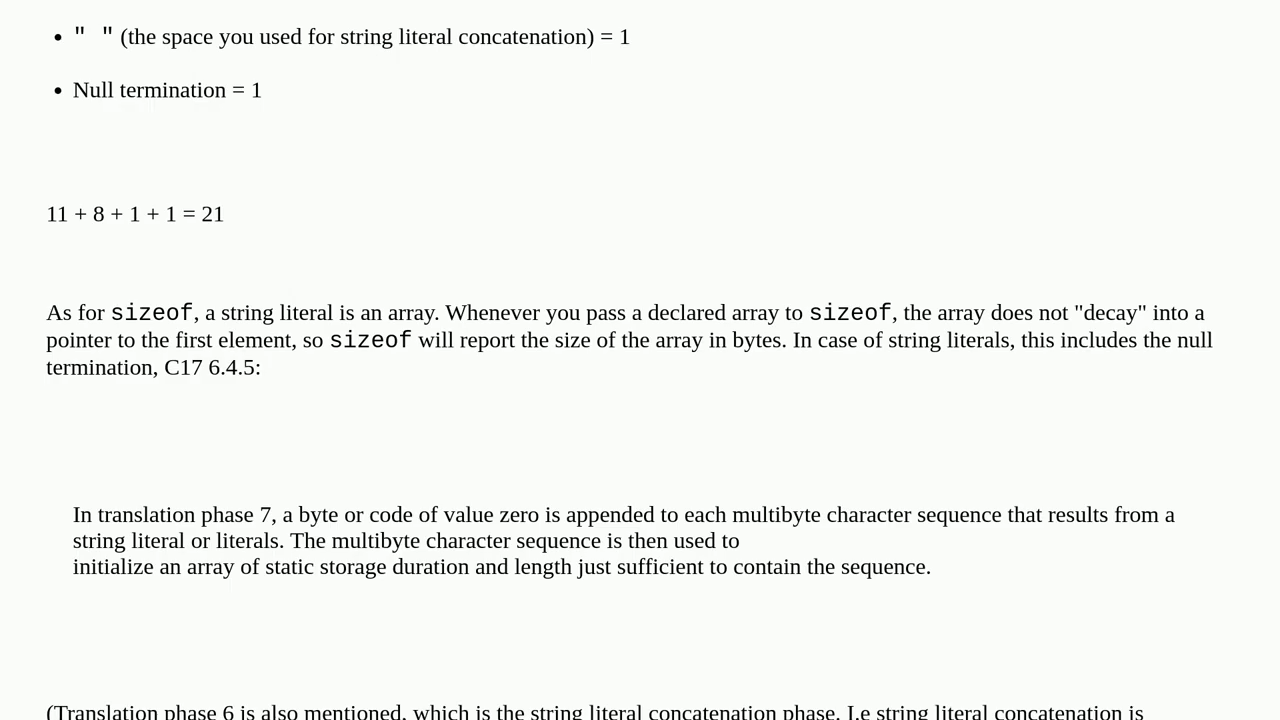 • " " (the space you used for string literal concatenation) = 1
• Null termination = 1
11 + 8 + 1 + 1 = 21
As for sizeof, a string literal is an array. Whenever you pass a declared array to sizeof, the array does not "decay" into a
pointer to the first element, so sizeof will report the size of the array in bytes. In case of string literals, this includes the null
termination, C17 6.4.5:
In translation phase 7, a byte or code of value zero is appended to each multibyte character sequence that results from a
string literal or literals. The multibyte character sequence is then used to
initialize an array of static storage duration and length just sufficient to contain the sequence.
(Translation phase 6 is also mentioned, which is the string literal concatenation phase. I.e string literal concatenation is